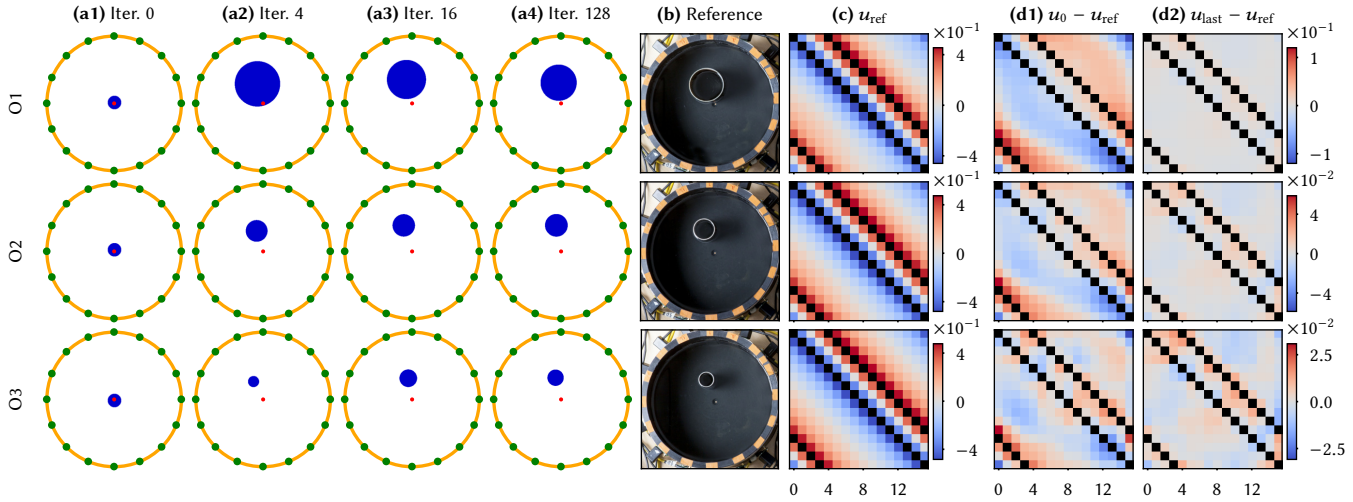 (a1) Iter. 0 (a2) Iter. 4 (a3) Iter. 16 (a4) Iter. 128 (b) Reference (c) u_ref (d1) u_0 − u_ref (d2) u_last − u_ref
×10⁻¹ ×10⁻¹
O1 4 0 −4 1 0 −1
×10⁻¹ ×10⁻²
O2 4 0 −4 4 0 −4
×10⁻¹ ×10⁻²
O3 4 0 −4 2.5 0.0 −2.5
0 4 12 0 4 8 12 0 4 8 12